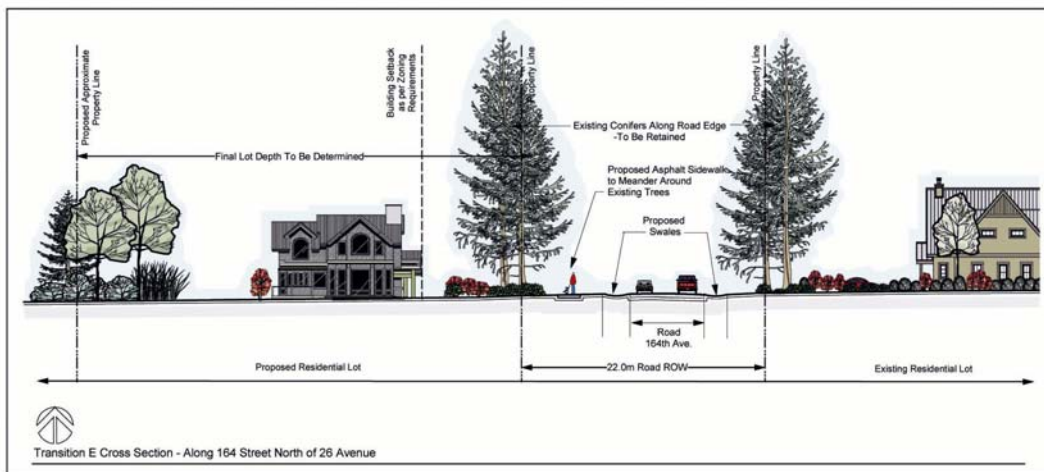 Proposed Approximate
Property Line
Building Setback
as per Zoning
Requirements
Property Line
Property Line
Existing Conifers Along Road Edge
-To Be Retained
Final Lot Depth To Be Determined
Proposed Asphalt Sidewalk
to Meander Around
Existing Trees
Proposed
Swales
Road
164th Ave.
Proposed Residential Lot
22.0m Road ROW
Existing Residential Lot
Transition E Cross Section - Along 164 Street North of 26 Avenue